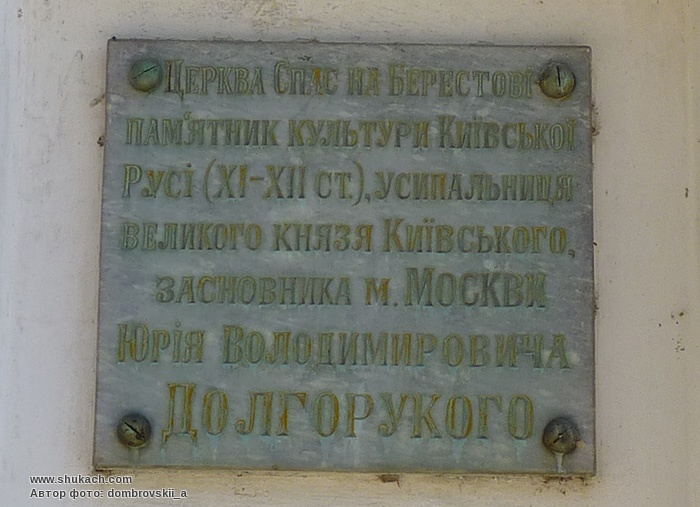 Церква Спас на Берестові
пам'ятник культури Київської
Русі (XI-XII ст.), усипальниця
великого князя Київського,
засновника м. Москви
Юрія Володимировича
Долгорукого
www.shukach.com
Автор фото: dombrovskii_a